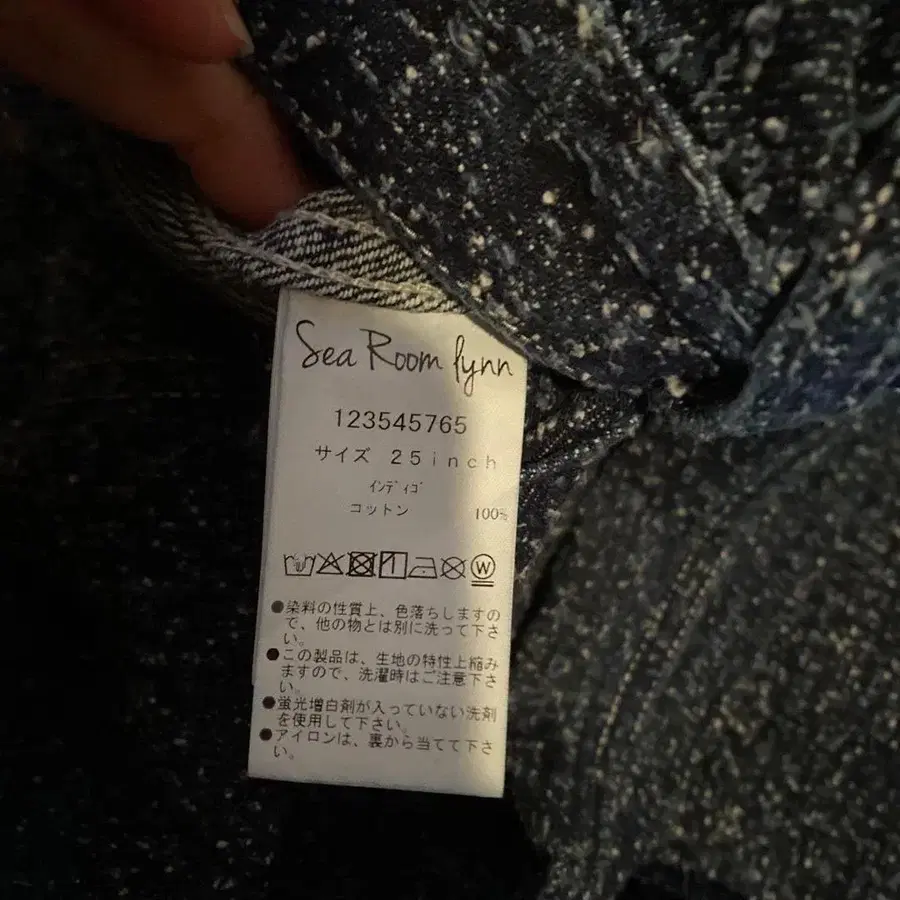 Sea Room lynn
123545765
サイズ 25inch
ｲﾝﾃﾞｨｺﾞ
コットン 100%
W
●染料の性質上、色落ちしますの
で、他の物とは別に洗って下さ
い。
●この製品は、生地の特性上縮み
ますので、洗濯時はご注意下さ
い。
●蛍光増白剤が入っていない洗剤
を使用して下さい。
●アイロンは、裏から当てて下さ
い。